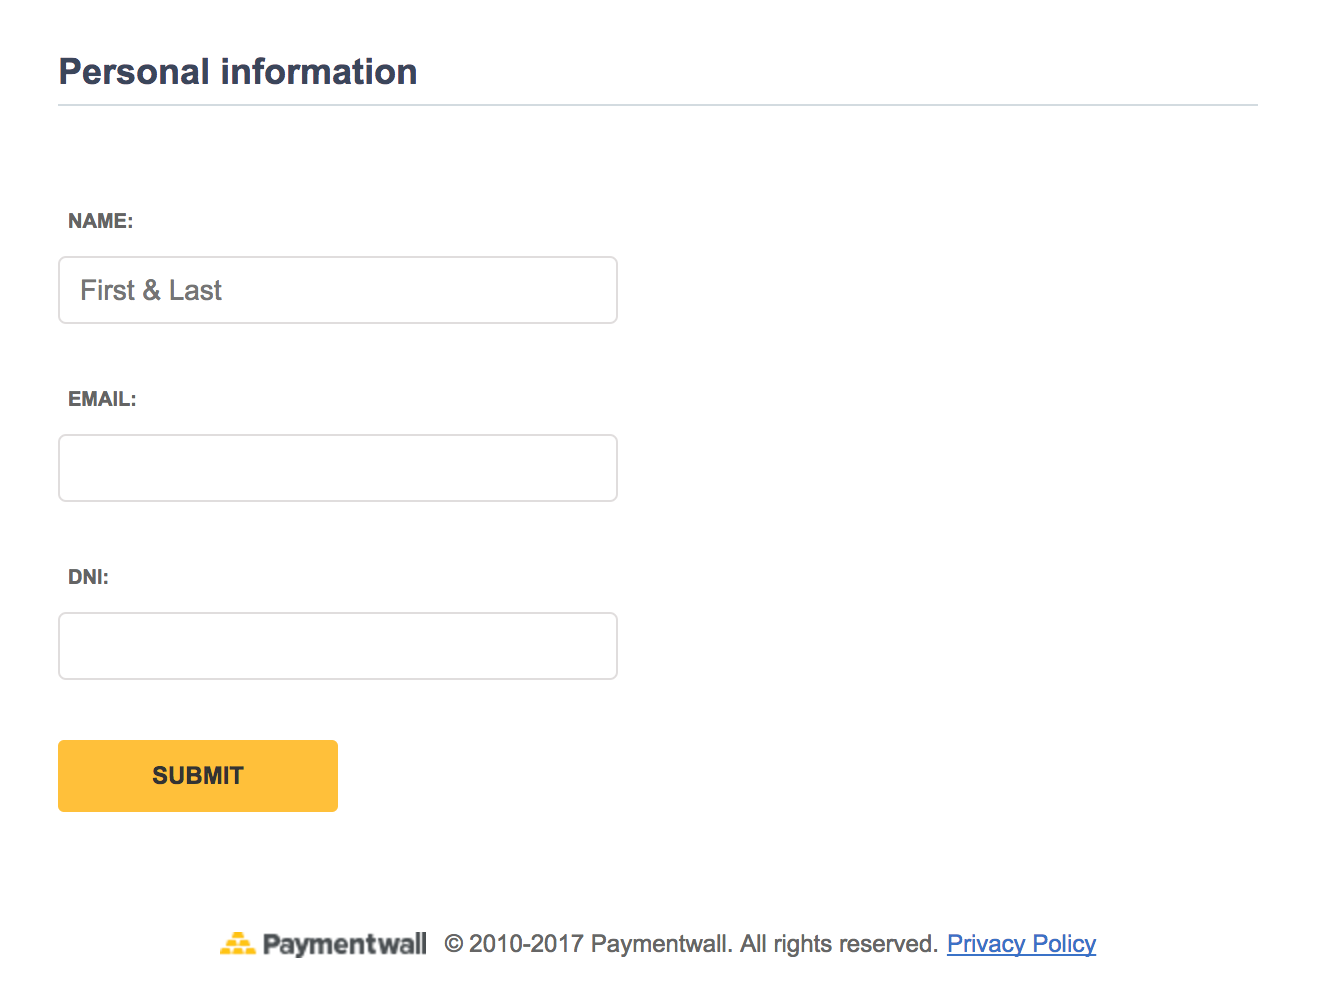 Personal information
NAME:
First & Last
EMAIL:
DNI:
SUBMIT
Paymentwall © 2010-2017 Paymentwall. All rights reserved. Privacy Policy